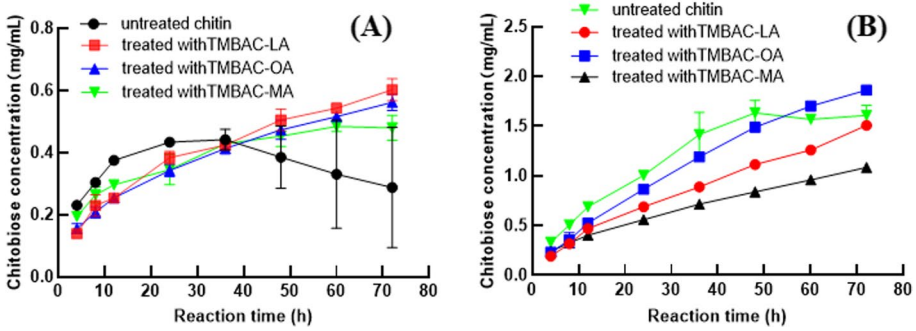 (A)
untreated chitin
treated withTMBAC-LA
treated withTMBAC-OA
treated withTMBAC-MA
Chitobiose concentration (mg/mL)
0.8
0.6
0.4
0.2
0.0
0 10 20 30 40 50 60 70 80
Reaction time (h)
(B)
untreated chitin
treated withTMBAC-LA
treated withTMBAC-OA
treated withTMBAC-MA
Chitobiose concentration (mg/mL)
2.5
2.0
1.5
1.0
0.5
0.0
0 10 20 30 40 50 60 70 80
Reaction time (h)